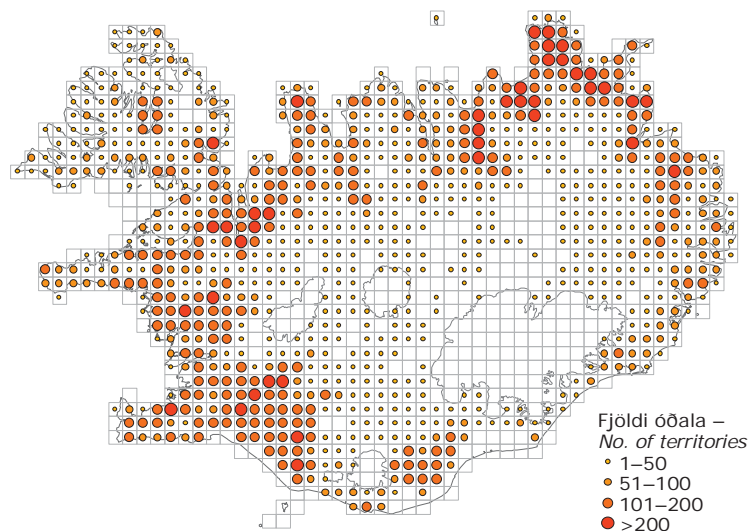 Fjöldi óðala –
No. of territories
1–50
51–100
101–200
>200